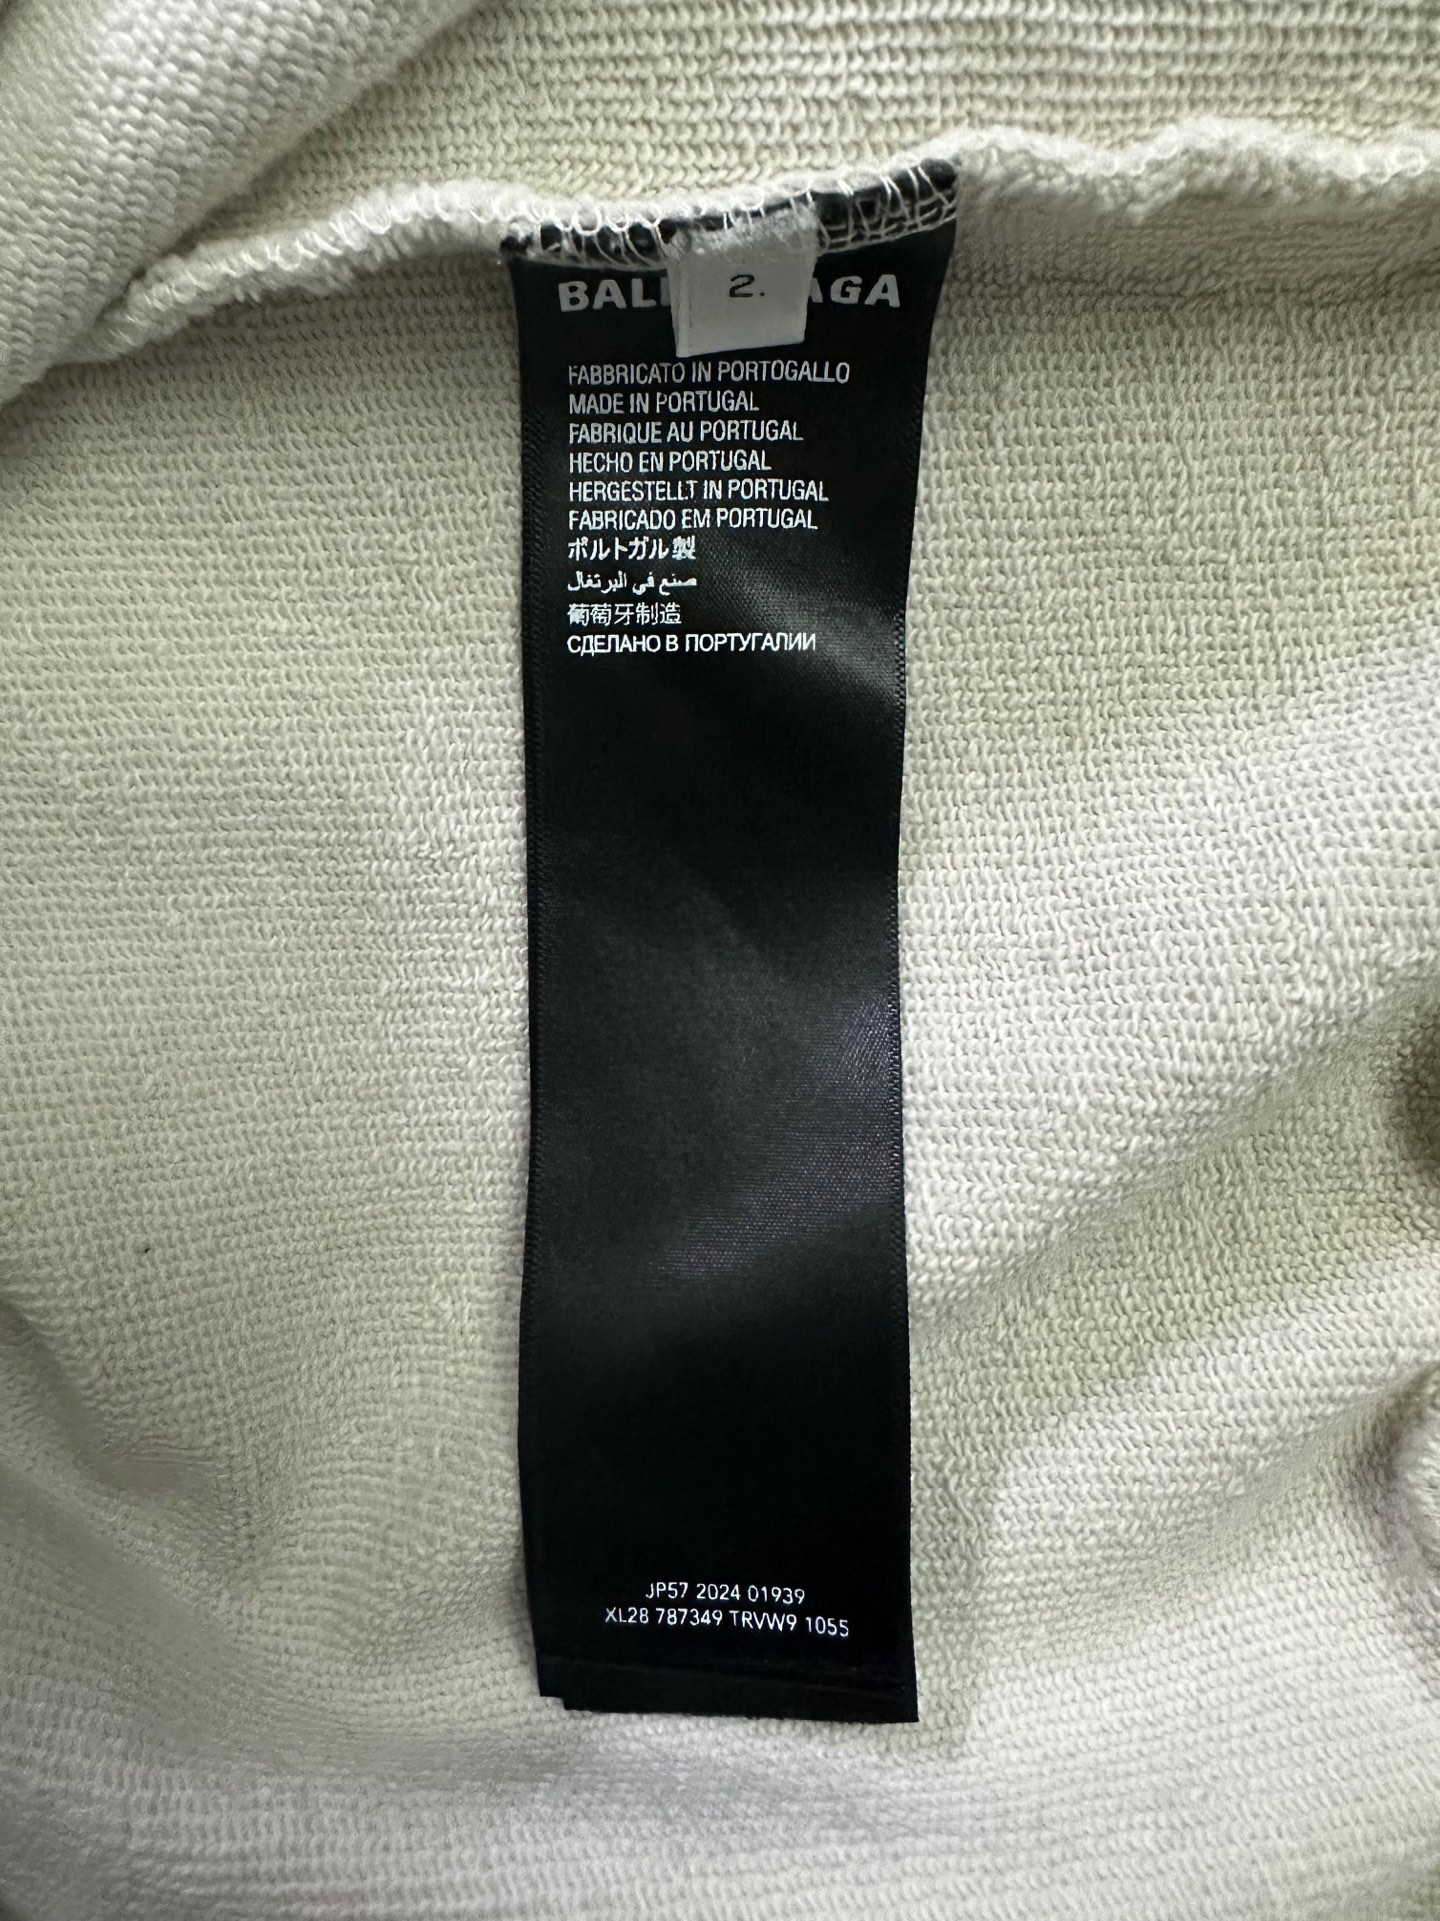 BAL AGA
2.
FABBRICATO IN PORTOGALLO
MADE IN PORTUGAL
FABRIQUE AU PORTUGAL
HECHO EN PORTUGAL
HERGESTELLT IN PORTUGAL
FABRICADO EM PORTUGAL
ポルトガル製
صنع في البرتغال
葡萄牙制造
СДЕЛАНО В ПОРТУГАЛИИ
JP57 2024 01939
XL28 787349 TRVW9 1055